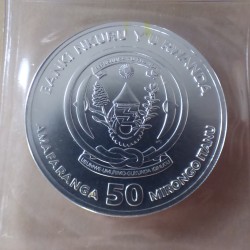 BANKI NKURU Y'U RWANDA
AMAFARANGA 50 MIRONGO ITANU